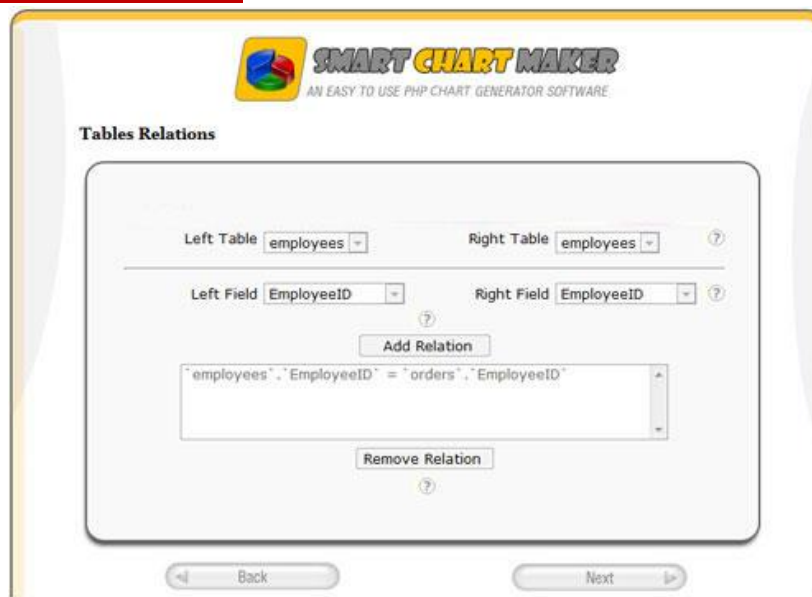 SMART CHART MAKER
AN EASY TO USE PHP CHART GENERATOR SOFTWARE
Tables Relations
Left Table employees Right Table employees ?
Left Field EmployeeID Right Field EmployeeID ?
?
Add Relation
`employees`.`EmployeeID` = `orders`.`EmployeeID`
Remove Relation
?
Back Next